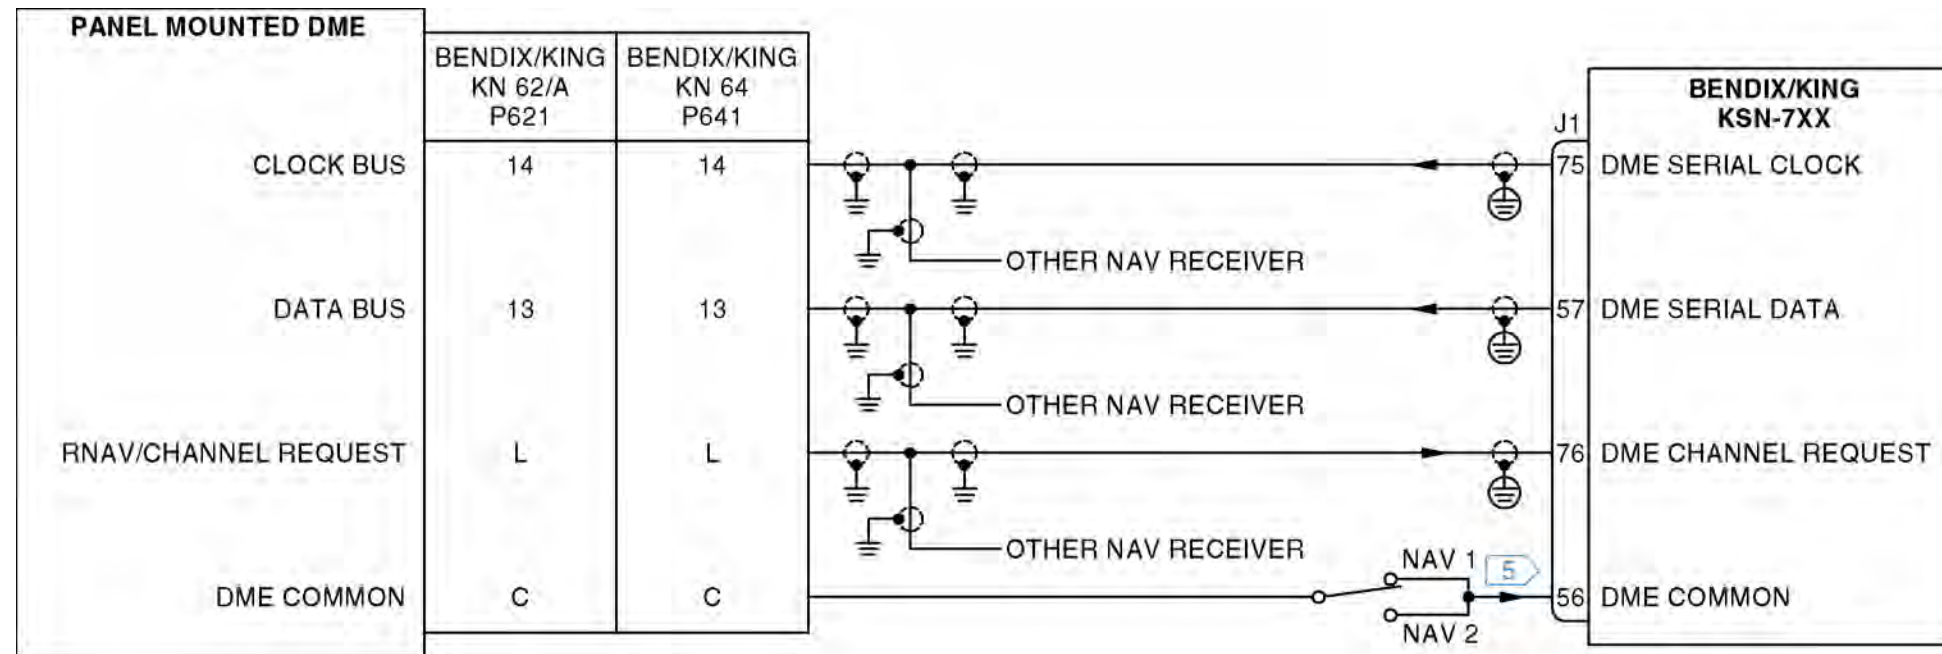 PANEL MOUNTED DME
BENDIX/KING
KN 62/A
P621
BENDIX/KING
KN 64
P641
BENDIX/KING
KSN-7XX
J1
CLOCK BUS 14 14 75 DME SERIAL CLOCK
OTHER NAV RECEIVER
DATA BUS 13 13 57 DME SERIAL DATA
OTHER NAV RECEIVER
RNAV/CHANNEL REQUEST L L 76 DME CHANNEL REQUEST
OTHER NAV RECEIVER
NAV 1 5
DME COMMON C C 56 DME COMMON
NAV 2